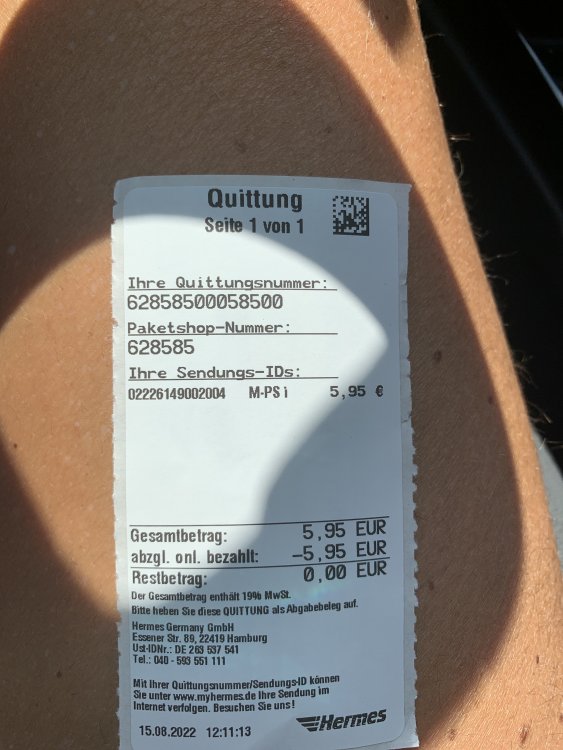 Quittung
Seite 1 von 1
Ihre Quittungsnummer:
62858500058500
Paketshop-Nummer:
628585
Ihre Sendungs-IDs:
02226149002004 M-PS i 5,95 €
Gesamtbetrag: 5,95 EUR
abzgl. onl. bezahlt: -5,95 EUR
Restbetrag: 0,00 EUR
Der Gesamtbetrag enthält 19% MwSt.
Bitte heben Sie diese QUITTUNG als Abgabebeleg auf.
Hermes Germany GmbH
Essener Str. 89, 22419 Hamburg
Ust-IDNr.: DE 263 537 541
Tel.: 040 - 593 551 111
Mit Ihrer Quittungsnummer/Sendungs-ID können
Sie unter www.myhermes.de Ihre Sendung im
Internet verfolgen. Besuchen Sie uns!
Hermes
15.08.2022 12:11:13